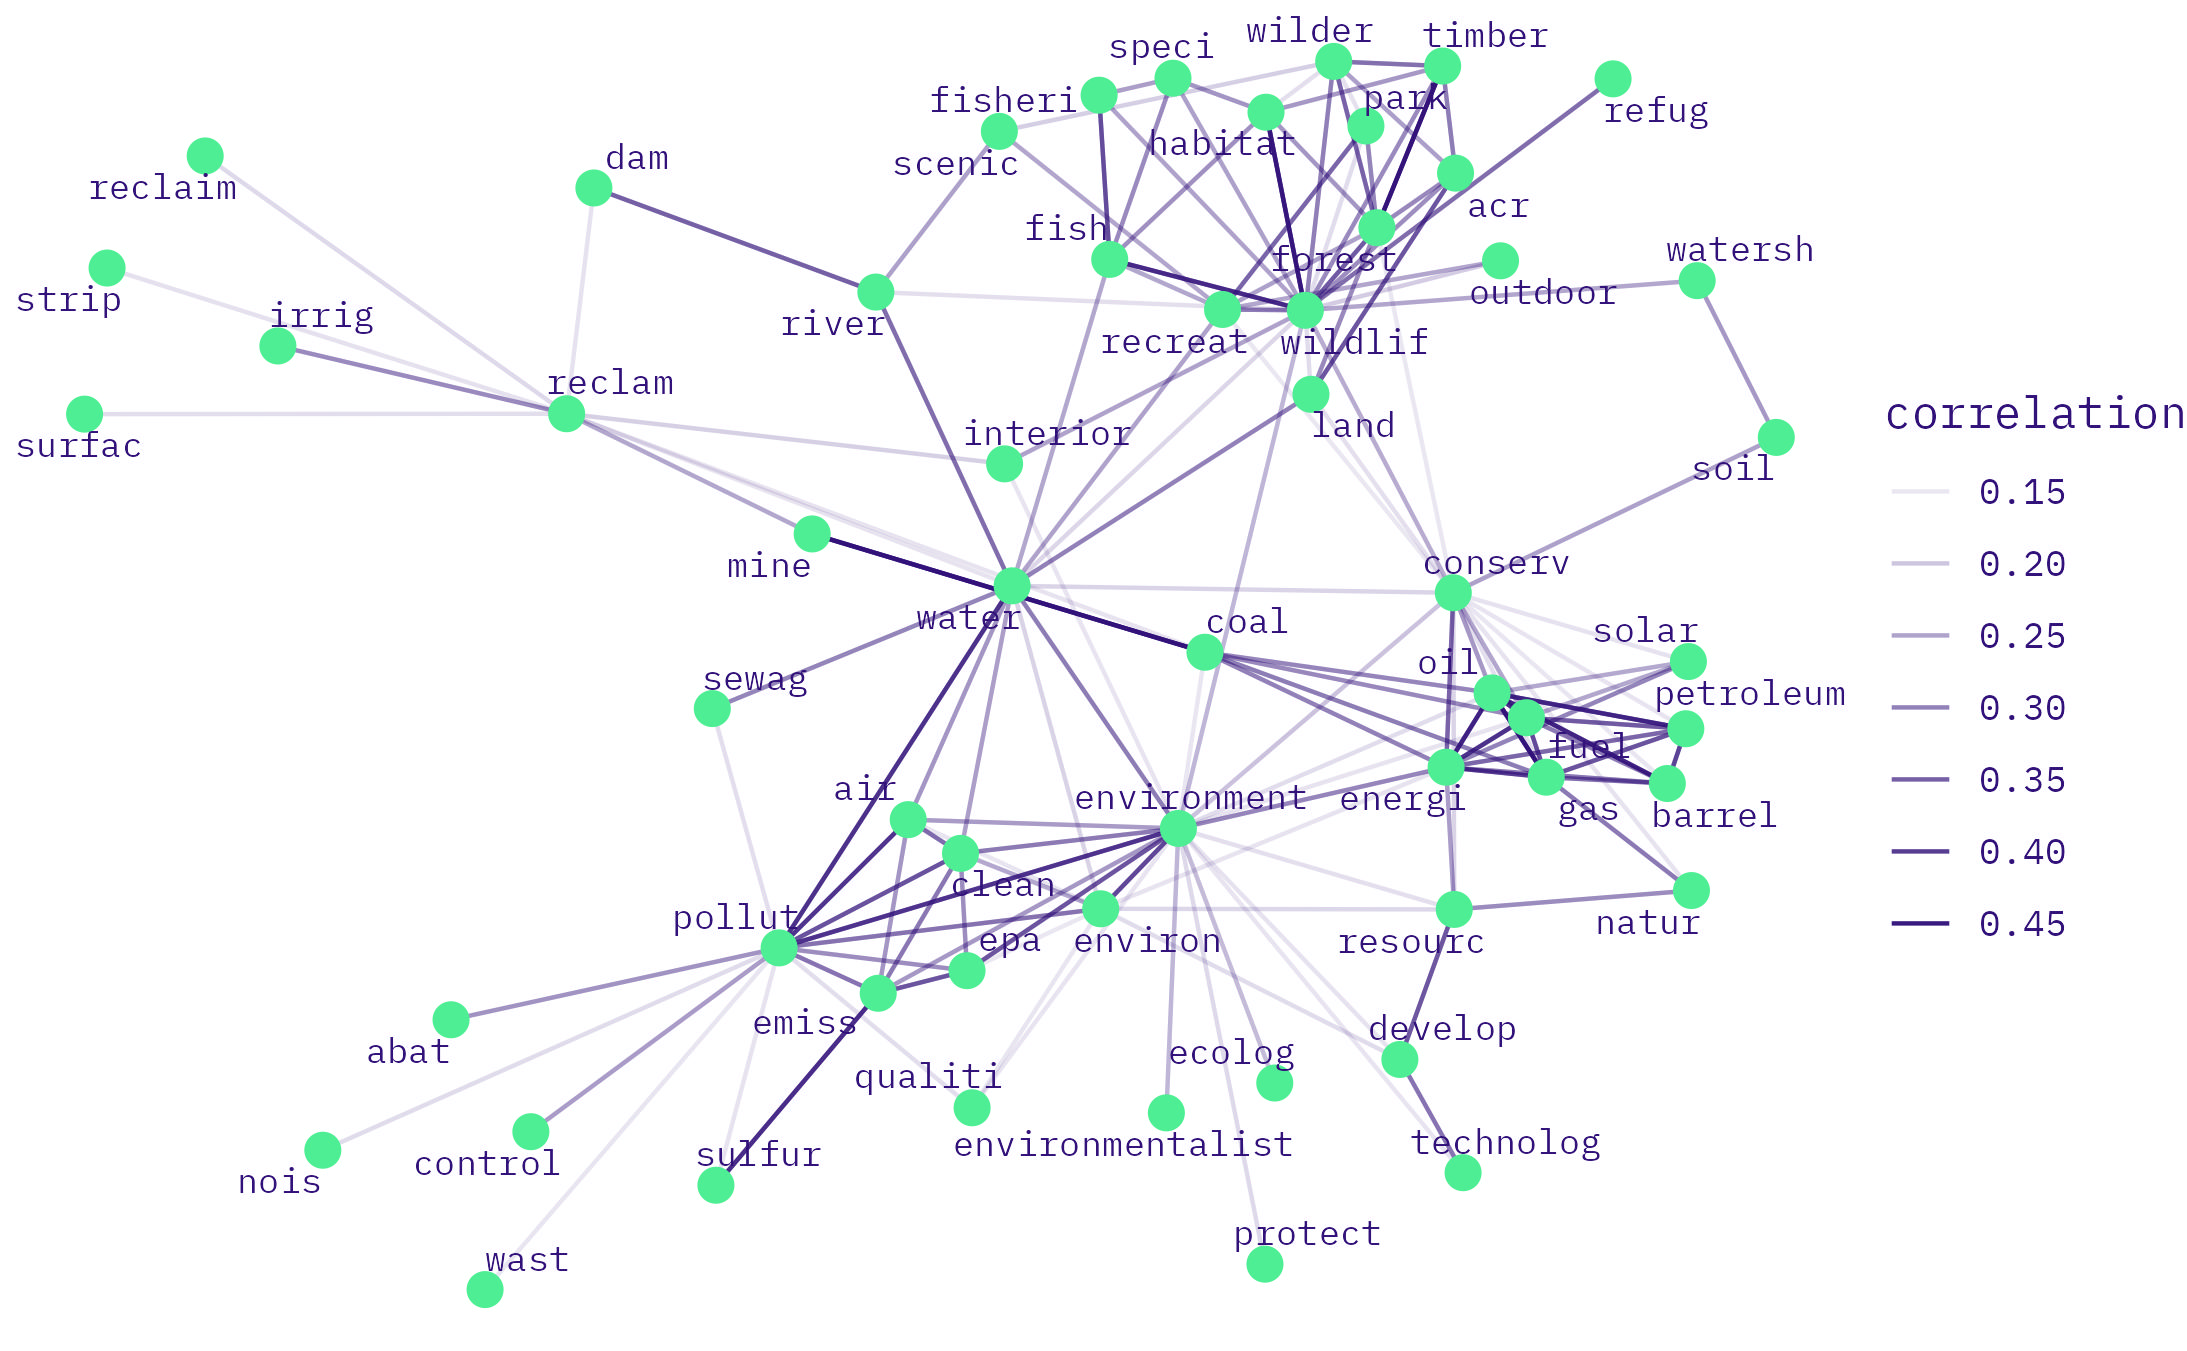 wilder
timber
speci
fisheri
park
refug
habitat
dam
scenic
reclaim
acr
fish
watersh
forest
strip
outdoor
irrig
river
recreat
wildlif
reclam
correlation
land
interior
surfac
soil
0.15
conserv
0.20
mine
water
coal
solar
0.25
oil
sewag
petroleum
0.30
fuel
0.35
air
environment
energi
gas
barrel
0.40
clean
pollut
natur
0.45
epa
environ
resourc
emiss
develop
abat
ecolog
qualiti
environmentalist
technolog
sulfur
control
nois
protect
wast